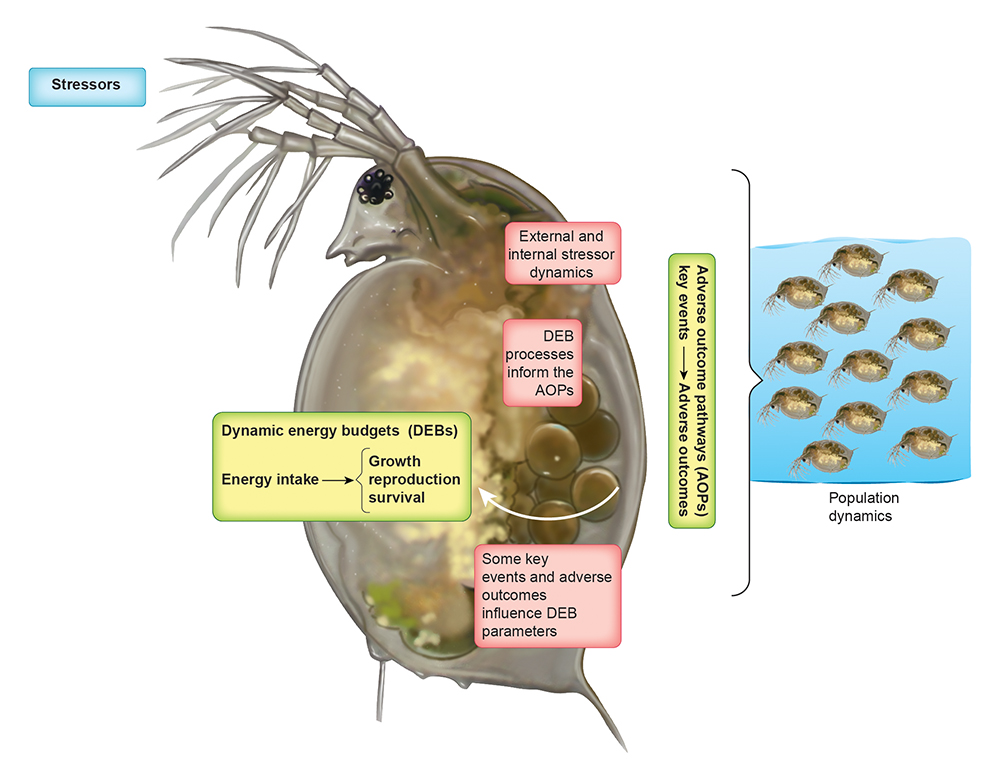 Stressors
External and
internal stressor
dynamics
DEB
processes
inform the
AOPs
Dynamic energy budgets (DEBs)
Energy intake → Growth
reproduction
survival
Some key
events and adverse
outcomes
influence DEB
parameters
Adverse outcome pathways (AOPs)
key events → Adverse outcomes
Population
dynamics